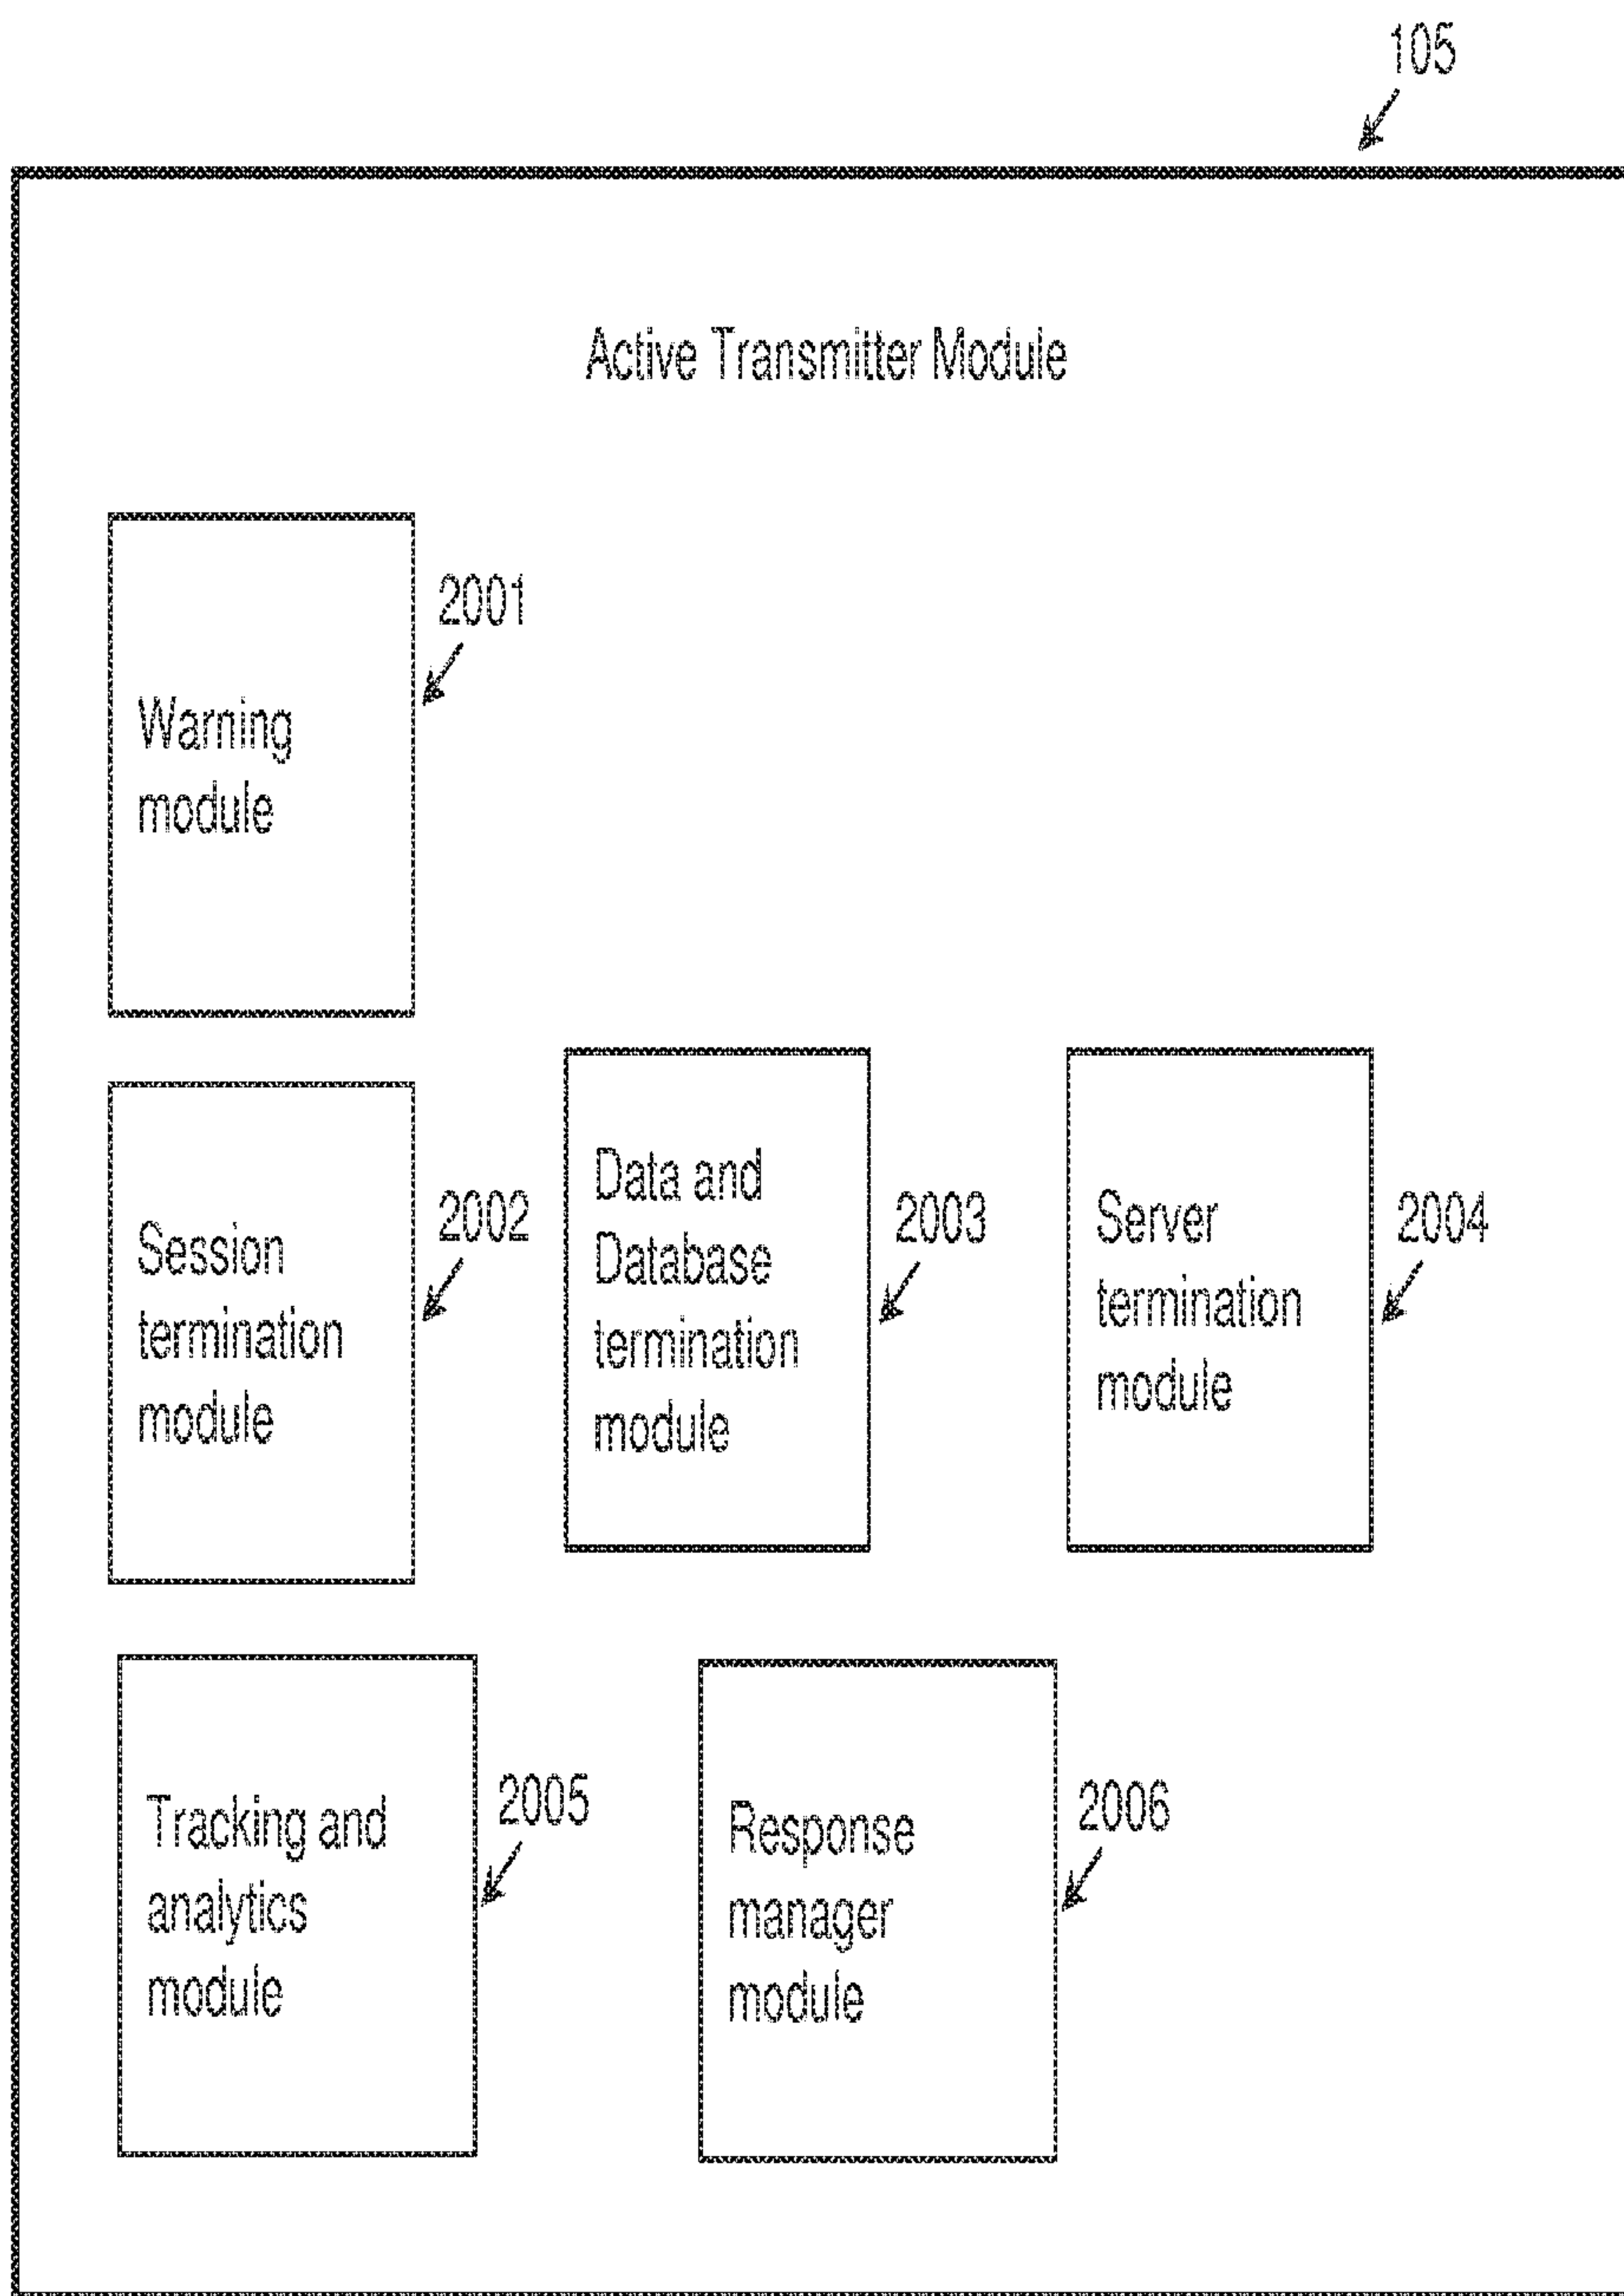 105
Active Transmitter Module
2001
Warning
module
2002
Session
termination
module
2003
Data and
Database
termination
module
2004
Server
termination
module
2005
Tracking and
analytics
module
2006
Response
manager
module